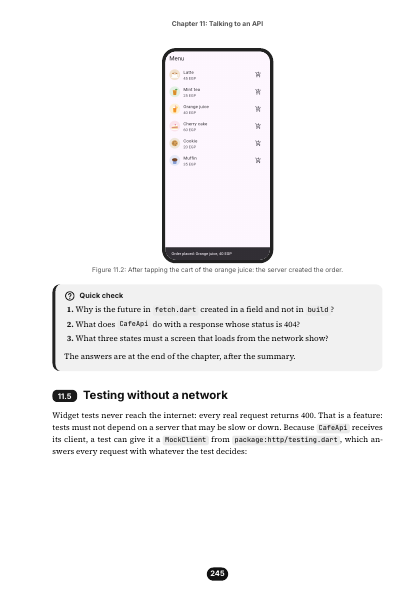 Chapter 11: Talking to an API
Menu
Latte
45 EGP
Mint tea
25 EGP
Orange juice
40 EGP
Cherry cake
60 EGP
Cookie
20 EGP
Muffin
35 EGP
Order placed: Orange juice, 40 EGP
Figure 11.2: After tapping the cart of the orange juice: the server created the order.
Quick check
1. Why is the future in fetch.dart created in a field and not in build ?
2. What does CafeApi do with a response whose status is 404?
3. What three states must a screen that loads from the network show?
The answers are at the end of the chapter, after the summary.
11.5 Testing without a network
Widget tests never reach the internet: every real request returns 400. That is a feature:
tests must not depend on a server that may be slow or down. Because CafeApi receives
its client, a test can give it a MockClient from package:http/testing.dart, which an-
swers every request with whatever the test decides:
245